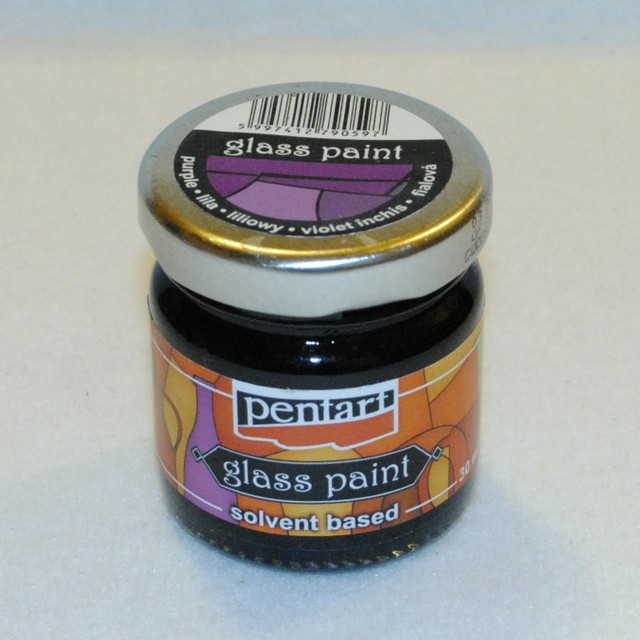 5 997412 790597
glass paint
purple • lila • liliowy • violet închis • fialová
pentart
glass paint
solvent based
30